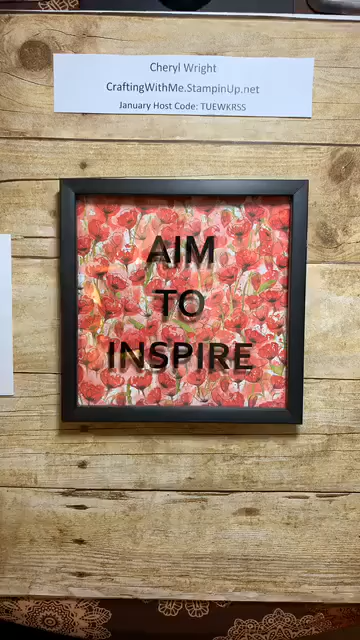 Cheryl Wright
CraftingWithMe.StampinUp.net
January Host Code: TUEWKRSS
AIM
TO
INSPIRE